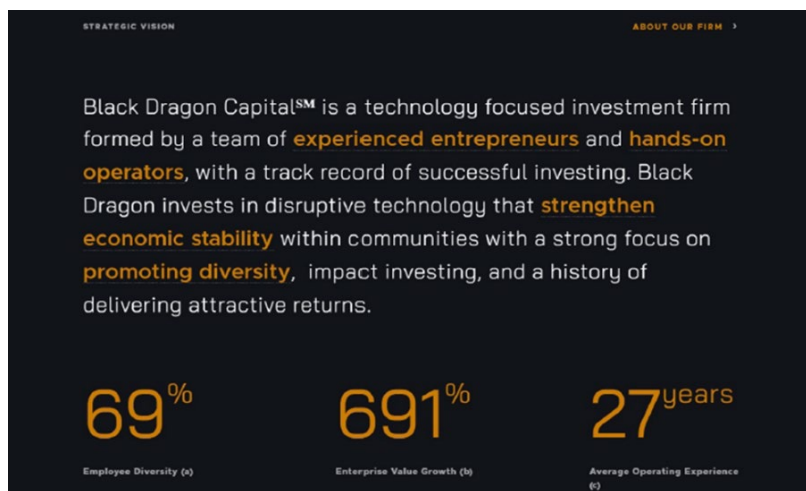 STRATEGIC VISION
ABOUT OUR FIRM ›
Black Dragon Capital℠ is a technology focused investment firm
formed by a team of experienced entrepreneurs and hands-on
operators, with a track record of successful investing. Black
Dragon invests in disruptive technology that strengthen
economic stability within communities with a strong focus on
promoting diversity, impact investing, and a history of
delivering attractive returns.
69%
691%
27years
Employee Diversity (a)
Enterprise Value Growth (b)
Average Operating Experience
(c)